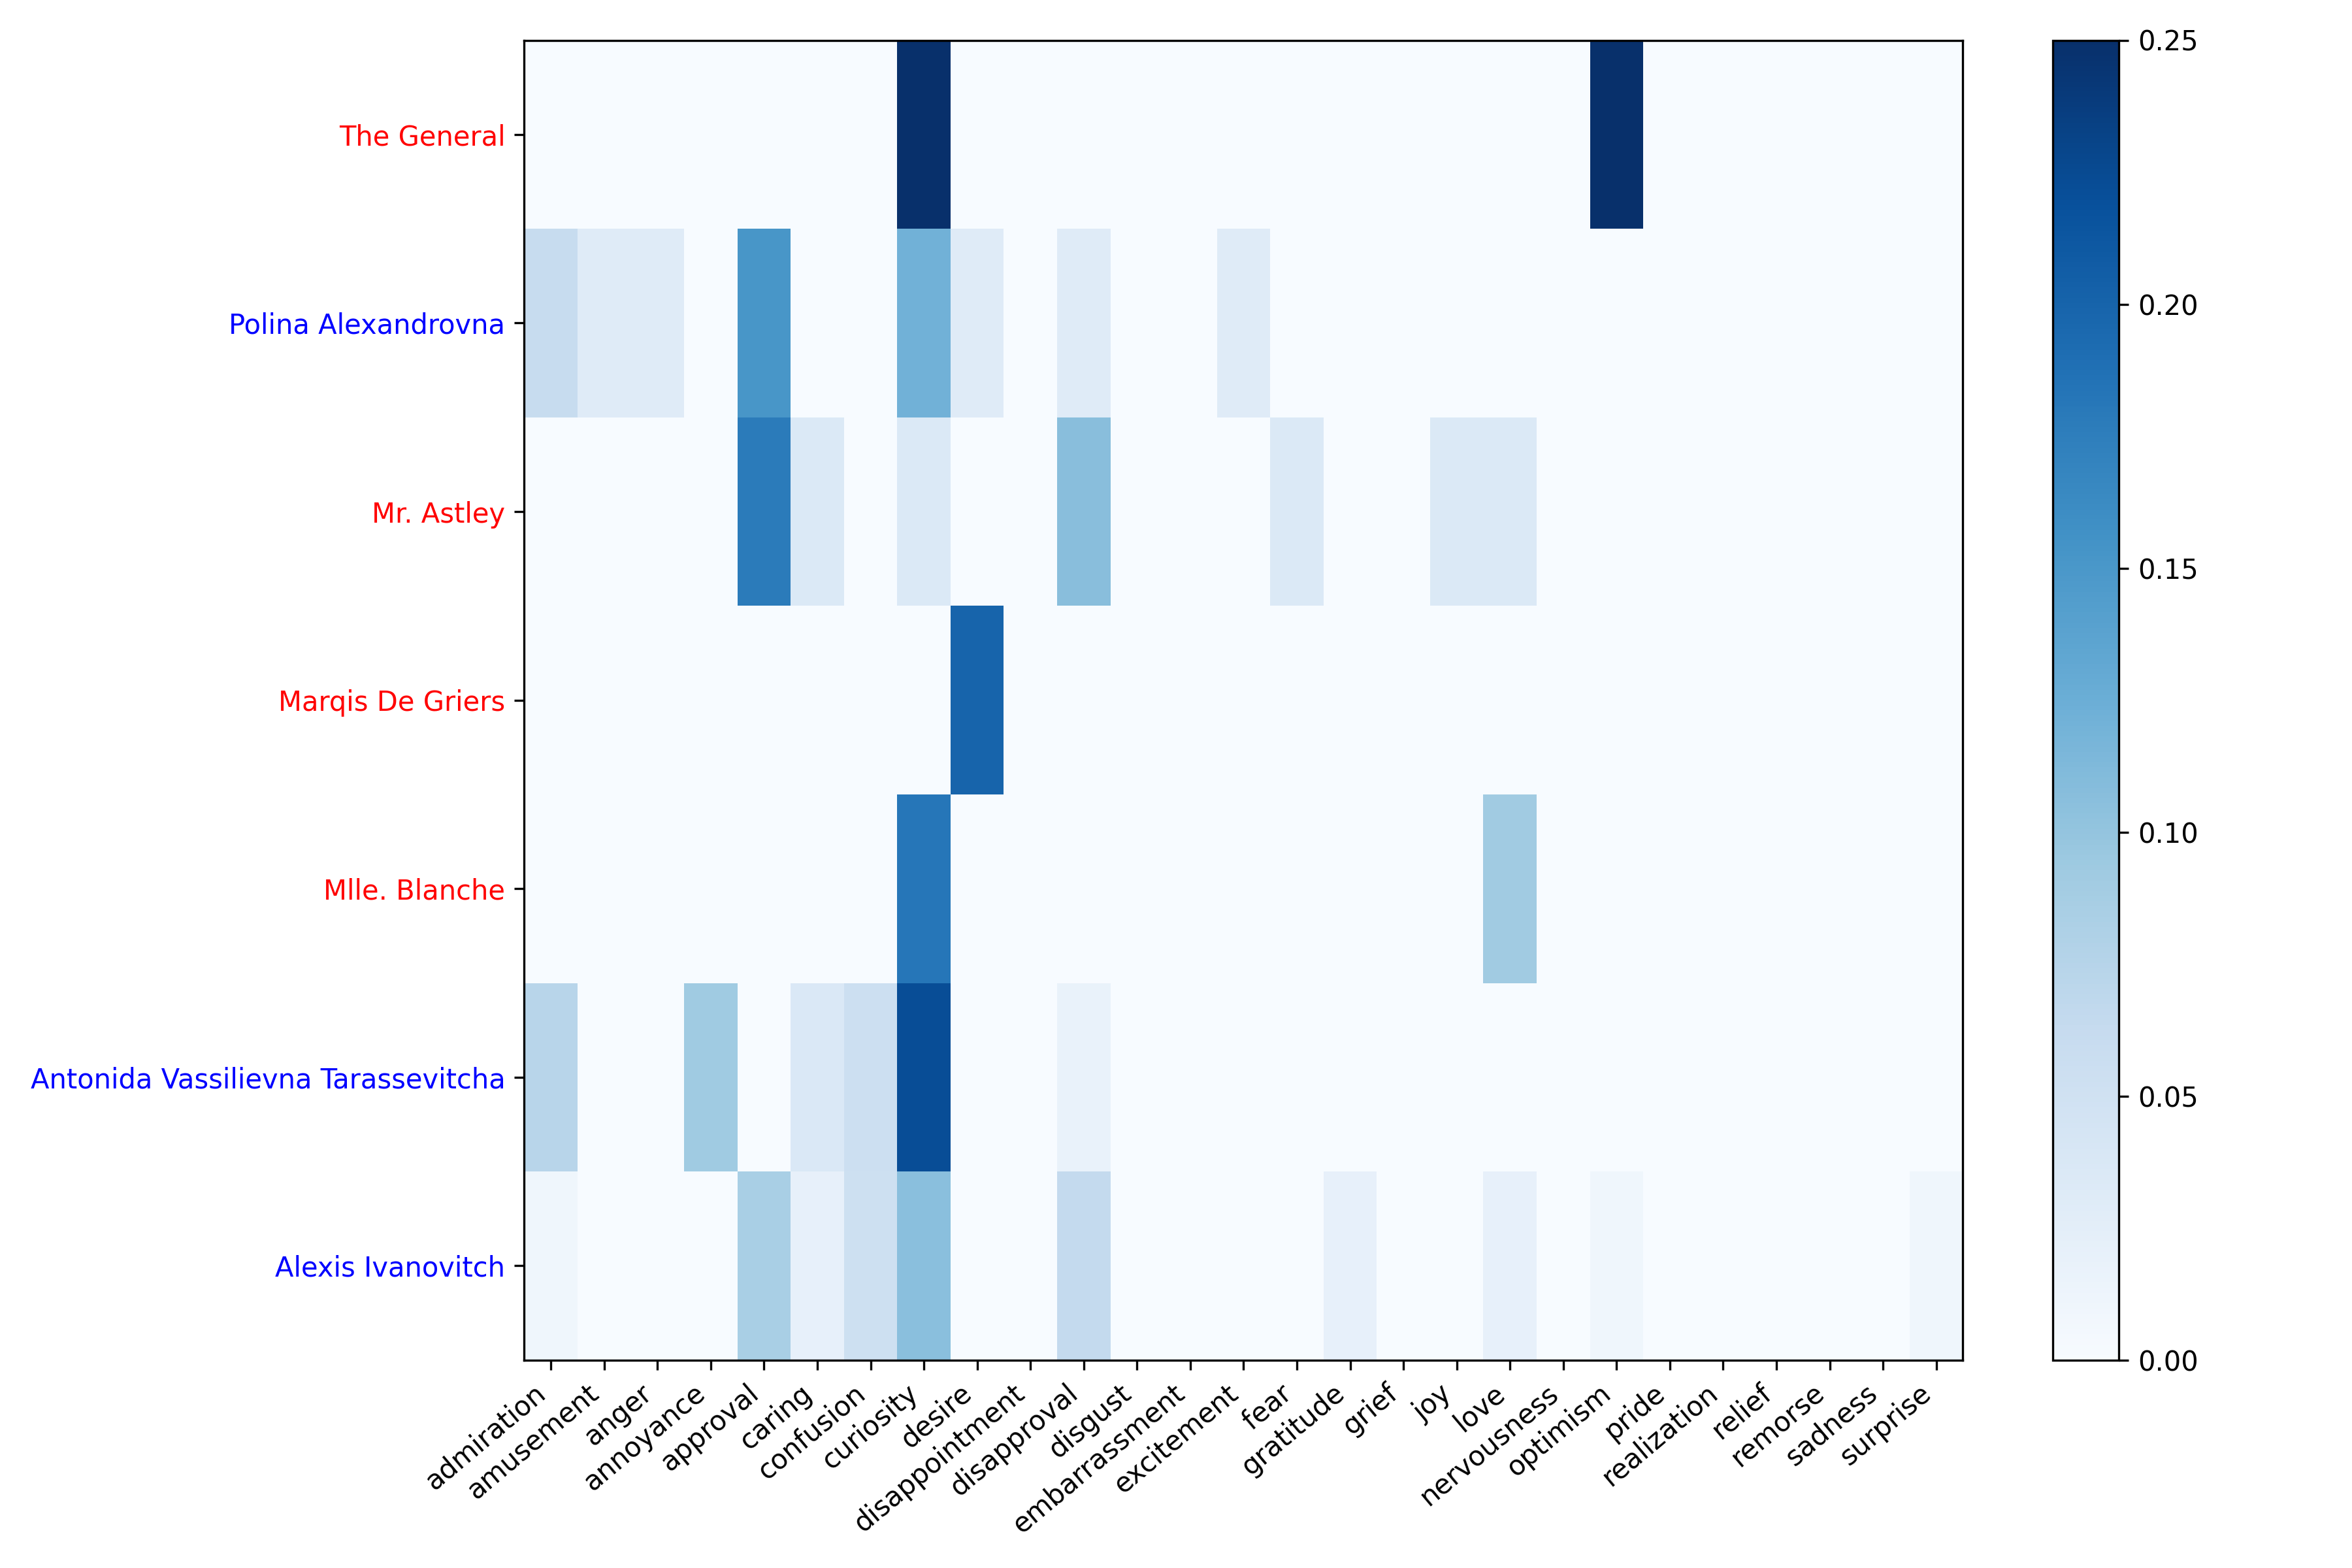 The General
Polina Alexandrovna
Mr. Astley
Marqis De Griers
Mlle. Blanche
Antonida Vassilievna Tarassevitcha
Alexis Ivanovitch
admiration
amusement
anger
annoyance
approval
caring
confusion
curiosity
desire
disappointment
disapproval
disgust
embarrassment
excitement
fear
gratitude
grief
joy
love
nervousness
optimism
pride
realization
relief
remorse
sadness
surprise
0.25
0.20
0.15
0.10
0.05
0.00